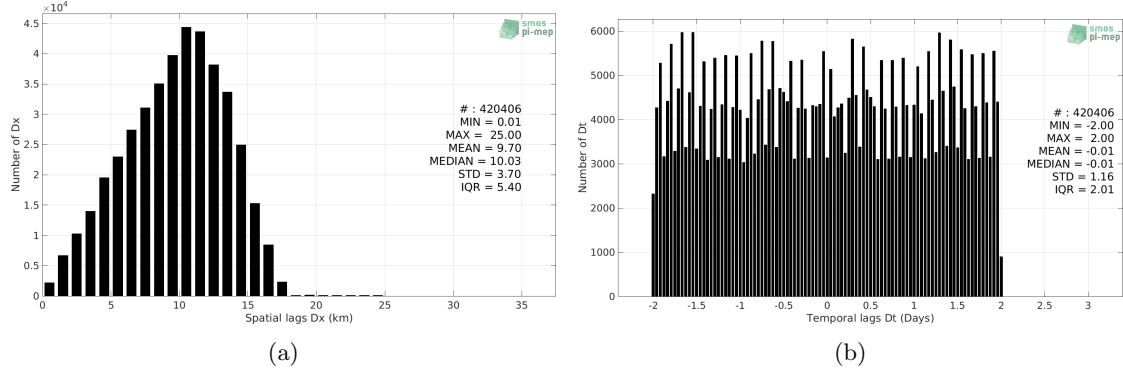 ×10⁴
4.5
4
3.5
3
2.5
2
1.5
1
0.5
0
Number of Dx
0 5 10 15 20 25 30 35
Spatial lags Dx (km)
smos
pi-mep
# : 420406
MIN = 0.01
MAX = 25.00
MEAN = 9.70
MEDIAN = 10.03
STD = 3.70
IQR = 5.40
(a)
6000
5000
4000
3000
2000
1000
0
Number of Dt
-2 -1.5 -1 -0.5 0 0.5 1 1.5 2 2.5 3
Temporal lags Dt (Days)
smos
pi-mep
# : 420406
MIN = -2.00
MAX = 2.00
MEAN = -0.01
MEDIAN = -0.01
STD = 1.16
IQR = 2.01
(b)